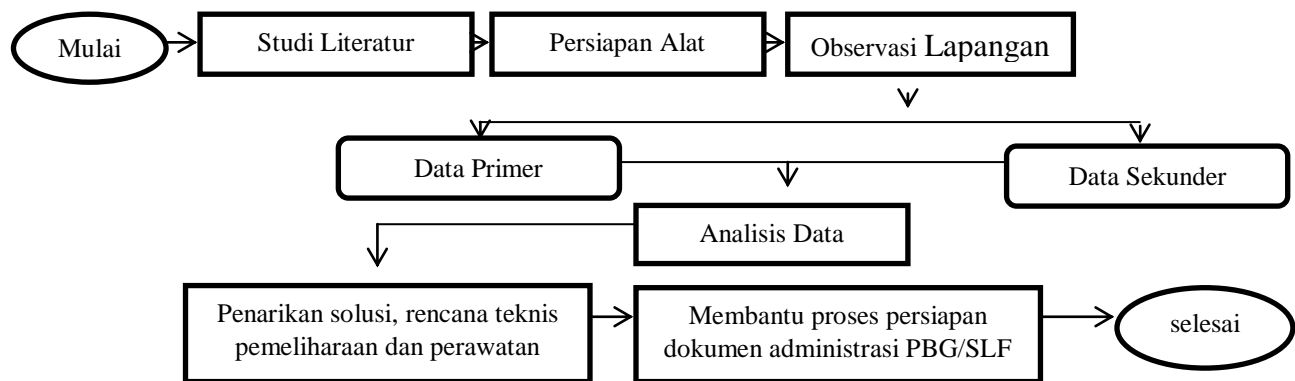 Mulai
Studi Literatur
Persiapan Alat
Observasi Lapangan
Data Primer
Data Sekunder
Analisis Data
Penarikan solusi, rencana teknis
pemeliharaan dan perawatan
Membantu proses persiapan
dokumen administrasi PBG/SLF
selesai